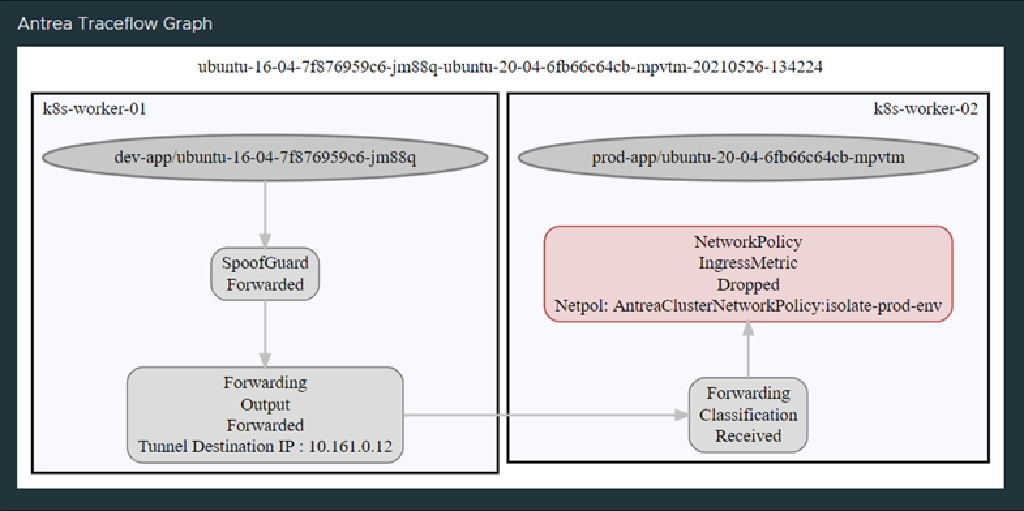 Antrea Traceflow Graph
ubuntu-16-04-7f876959c6-jm88q-ubuntu-20-04-6fb66c64cb-mpvtm-20210526-134224
k8s-worker-01
dev-app/ubuntu-16-04-7f876959c6-jm88q
SpoofGuard
Forwarded
Forwarding
Output
Forwarded
Tunnel Destination IP : 10.161.0.12
k8s-worker-02
prod-app/ubuntu-20-04-6fb66c64cb-mpvtm
NetworkPolicy
IngressMetric
Dropped
Netpol: AntreaClusterNetworkPolicy:isolate-prod-env
Forwarding
Classification
Received